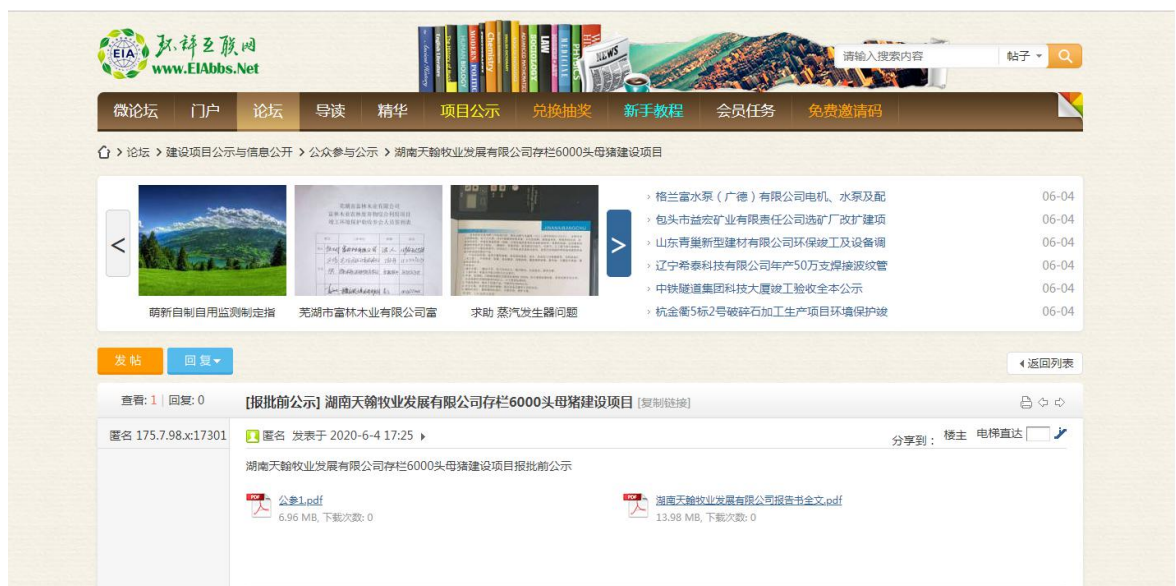 EIA 环评互联网
www.EIAbbs.Net
NEWS
请输入搜索内容 帖子
微论坛 门户 论坛 导读 精华 项目公示 兑换抽奖 新手教程 会员任务 免费邀请码
论坛 > 建设项目公示与信息公开 > 公众参与公示 > 湖南天翰牧业发展有限公司存栏6000头母猪建设项目
格兰富水泵（广德）有限公司电机、水泵及配 06-04
包头市益宏矿业有限责任公司选矿厂改扩建项 06-04
山东青巢新型建材有限公司环保竣工及设备调 06-04
辽宁希泰科技有限公司年产50万支焊接波纹管 06-04
中铁隧道集团科技大厦竣工验收全本公示 06-04
杭金衢5标2号破碎石加工生产项目环境保护竣 06-04
萌新自制自用监测制定指 芜湖市富林木业有限公司富 求助 蒸汽发生器问题
发帖 回复 返回列表
查看: 1 | 回复: 0 [报批前公示] 湖南天翰牧业发展有限公司存栏6000头母猪建设项目 [复制链接]
匿名 175.7.98.x:17301 匿名 发表于 2020-6-4 17:25 分享到： 楼主 电梯直达
湖南天翰牧业发展有限公司存栏6000头母猪建设项目报批前公示
PDF 公参1.pdf PDF 湖南天翰牧业发展有限公司报告书全文.pdf
6.96 MB, 下载次数: 0 13.98 MB, 下载次数: 0